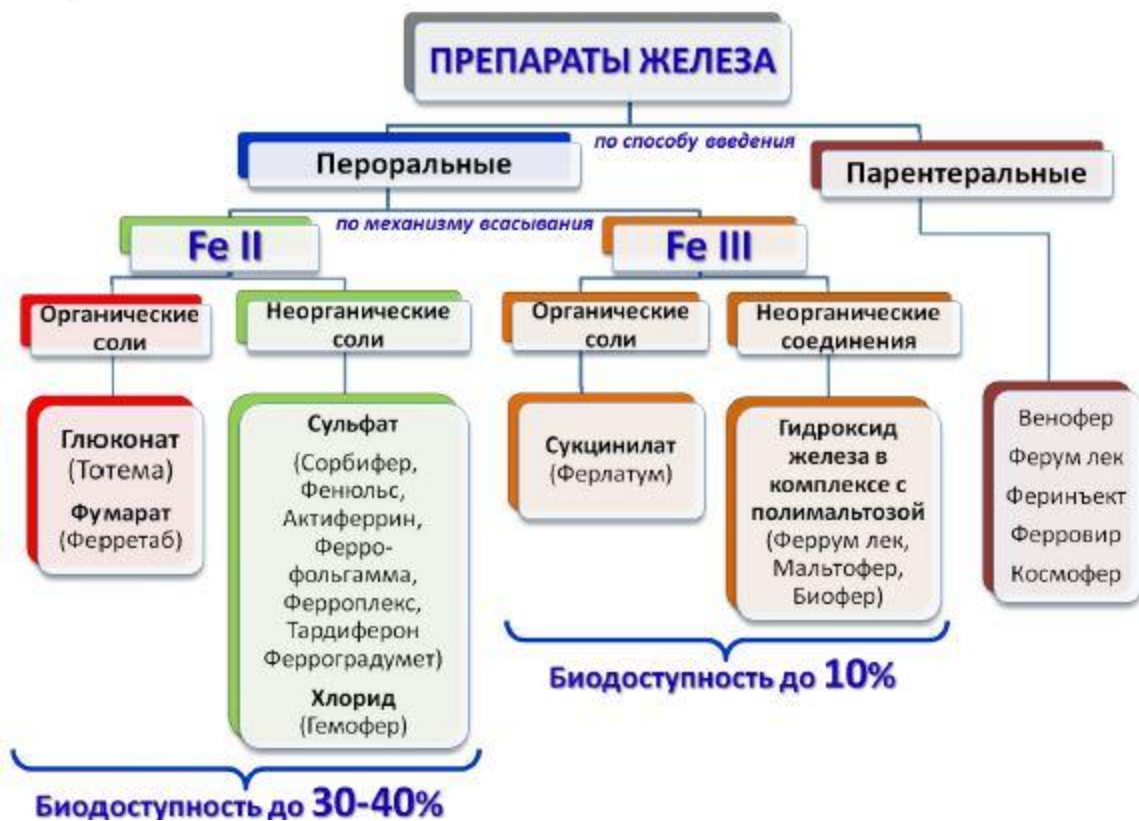 ПРЕПАРАТЫ ЖЕЛЕЗА
по способу введения
Пероральные
Парентеральные
по механизму всасывания
Fe II
Fe III
Органические
соли
Неорганические
соли
Органические
соли
Неорганические
соединения
Глюконат
(Тотема)
Фумарат
(Ферретаб)
Сульфат
(Сорбифер,
Фенюльс,
Актиферрин,
Ферро-
фольгамма,
Ферроплекс,
Тардиферон
Ферроградумет)
Хлорид
(Гемофер)
Сукцинилат
(Ферлатум)
Гидроксид
железа в
комплексе с
полимальтозой
(Феррум лек,
Мальтофер,
Биофер)
Венофер
Ферум лек
Феринъект
Ферровир
Космофер
Биодоступность до 10%
Биодоступность до 30-40%